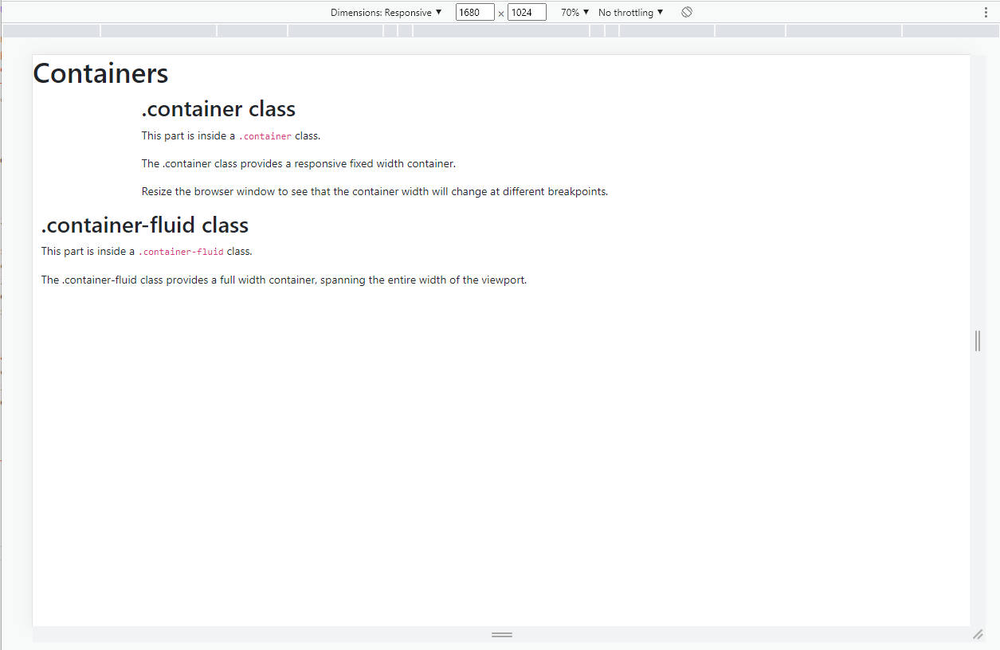 Dimensions: Responsive ▼ 1680 × 1024 70% ▼ No throttling ▼
Containers
.container class
This part is inside a .container class.
The .container class provides a responsive fixed width container.
Resize the browser window to see that the container width will change at different breakpoints.
.container-fluid class
This part is inside a .container-fluid class.
The .container-fluid class provides a full width container, spanning the entire width of the viewport.